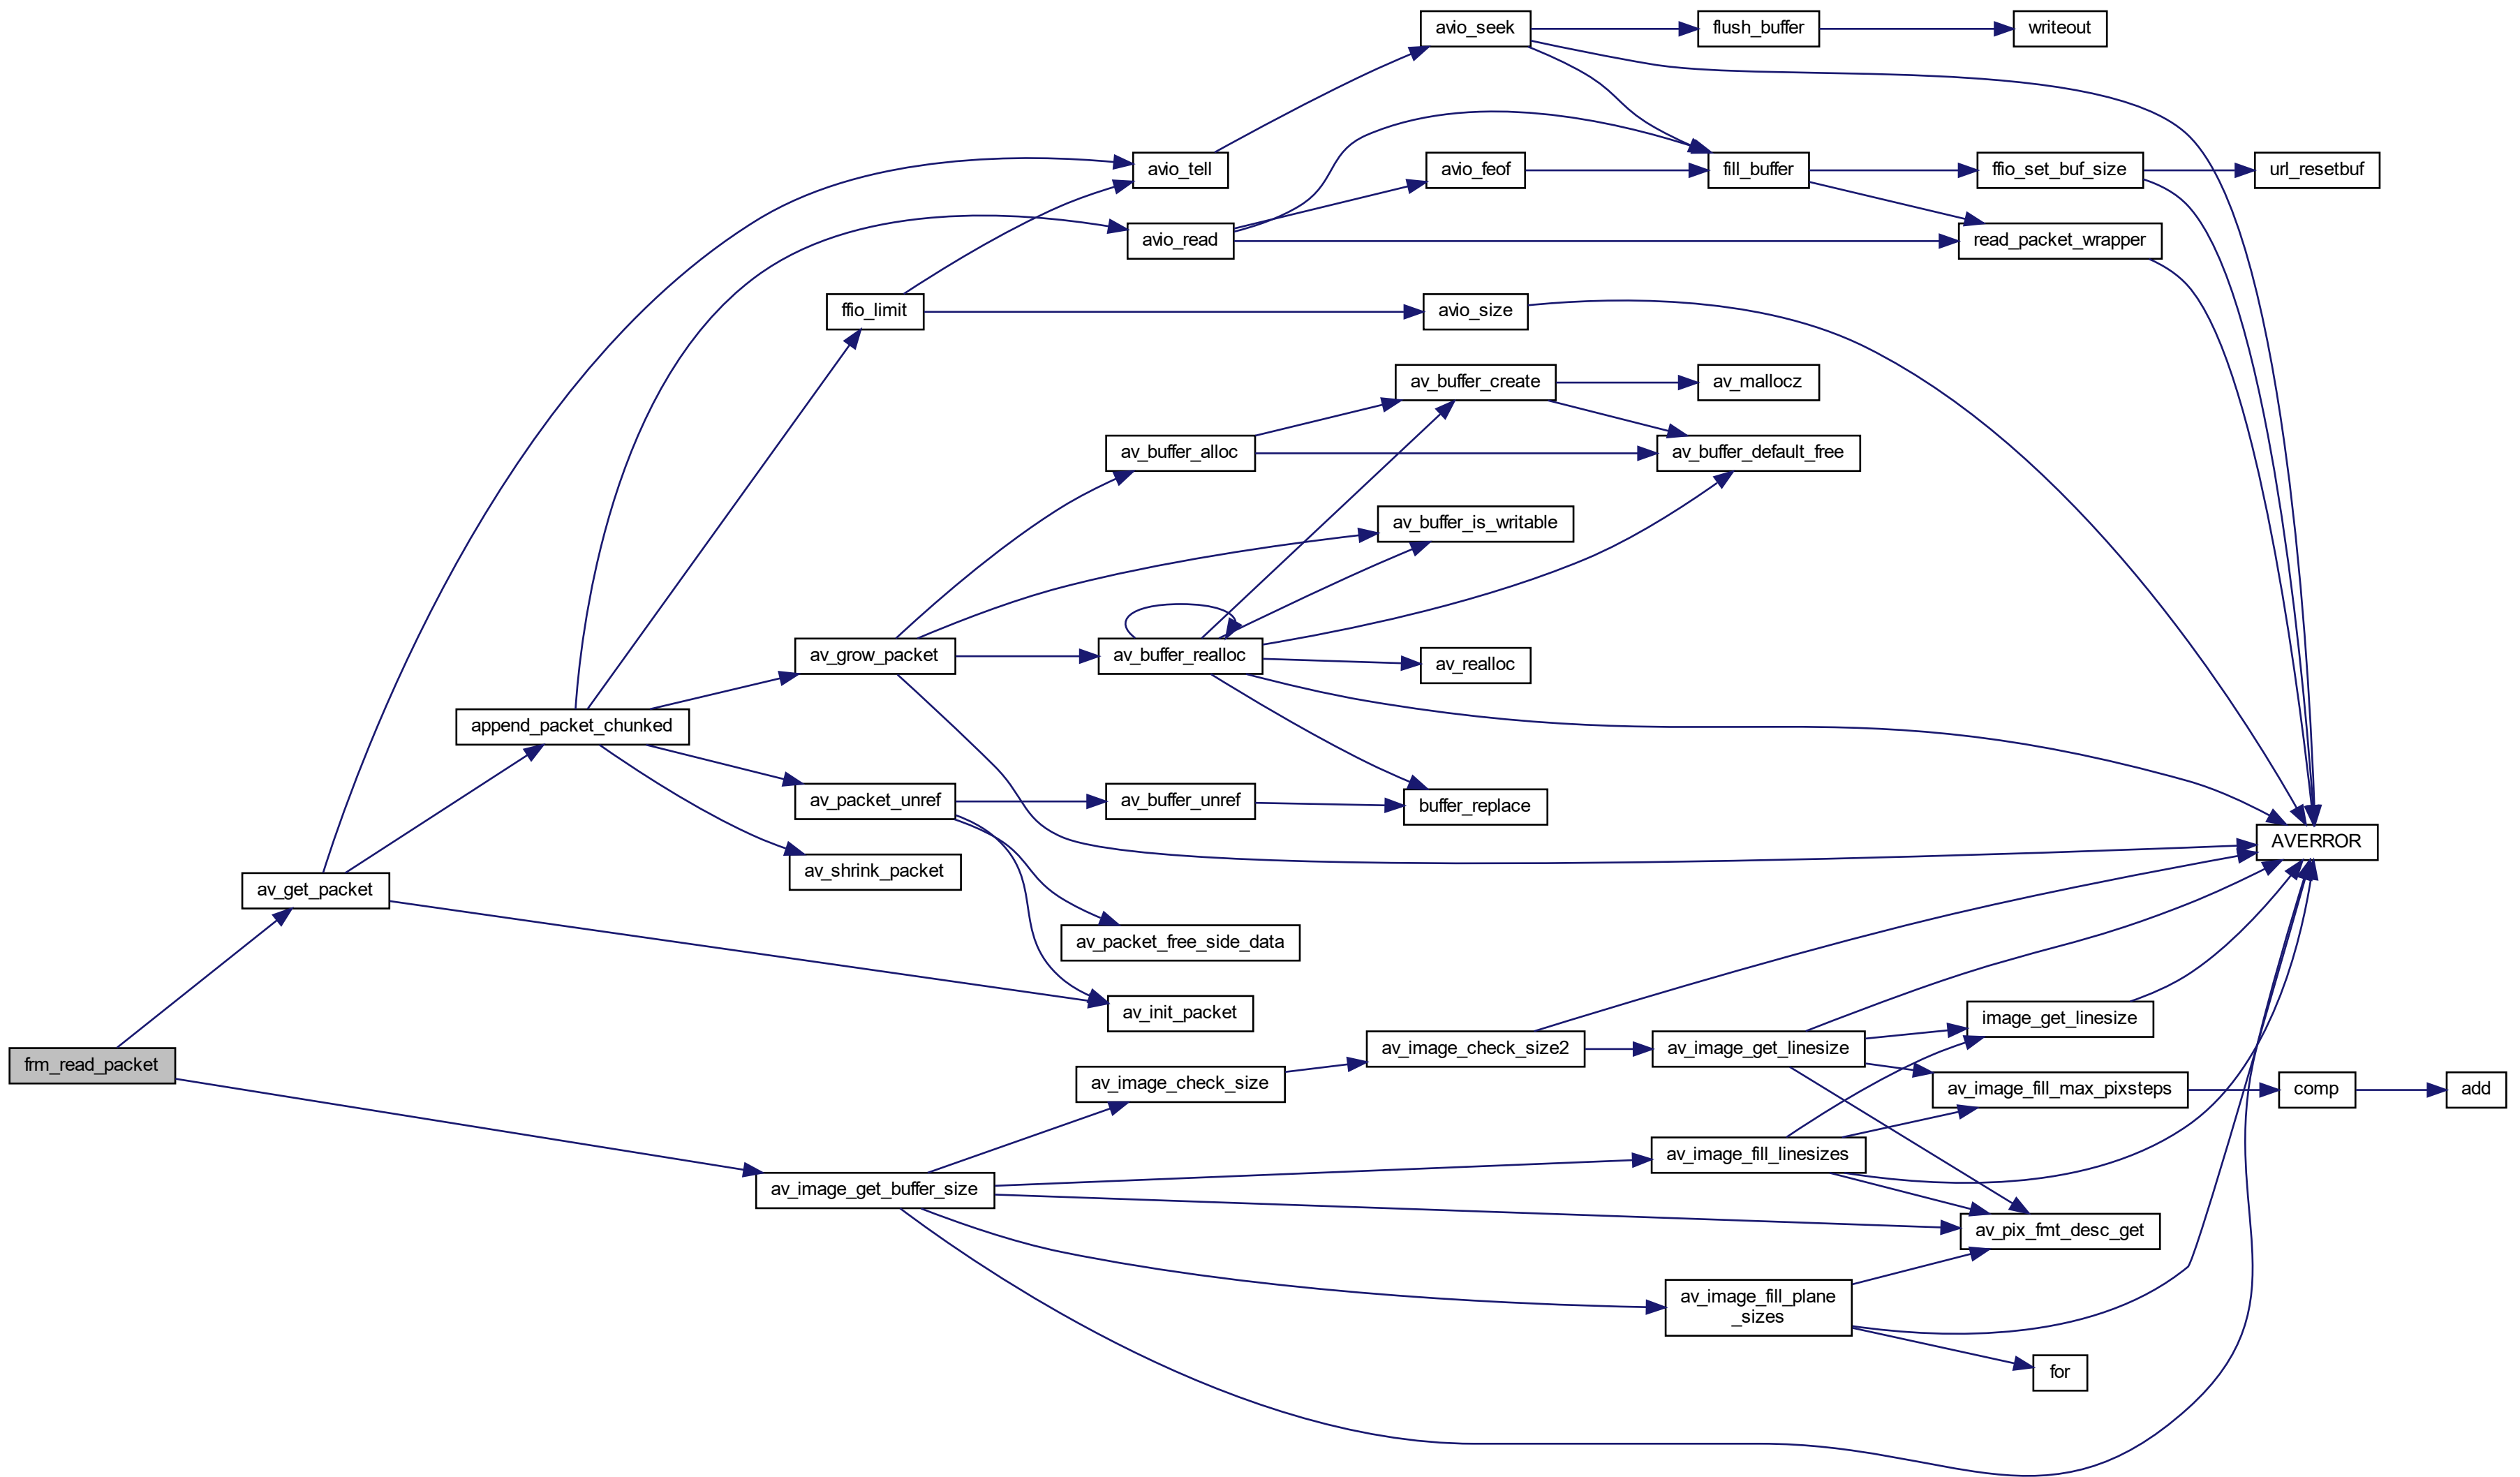 avio_seek
flush_buffer
writeout
avio_tell
avio_feof
fill_buffer
ffio_set_buf_size
url_resetbuf
avio_read
read_packet_wrapper
ffio_limit
avio_size
av_buffer_create
av_mallocz
av_buffer_alloc
av_buffer_default_free
av_buffer_is_writable
av_grow_packet
av_buffer_realloc
av_realloc
append_packet_chunked
av_packet_unref
av_buffer_unref
buffer_replace
AVERROR
av_shrink_packet
av_get_packet
av_packet_free_side_data
av_init_packet
image_get_linesize
av_image_check_size2
av_image_get_linesize
frm_read_packet
av_image_check_size
av_image_fill_max_pixsteps
comp
add
av_image_fill_linesizes
av_image_get_buffer_size
av_pix_fmt_desc_get
av_image_fill_plane
_sizes
for